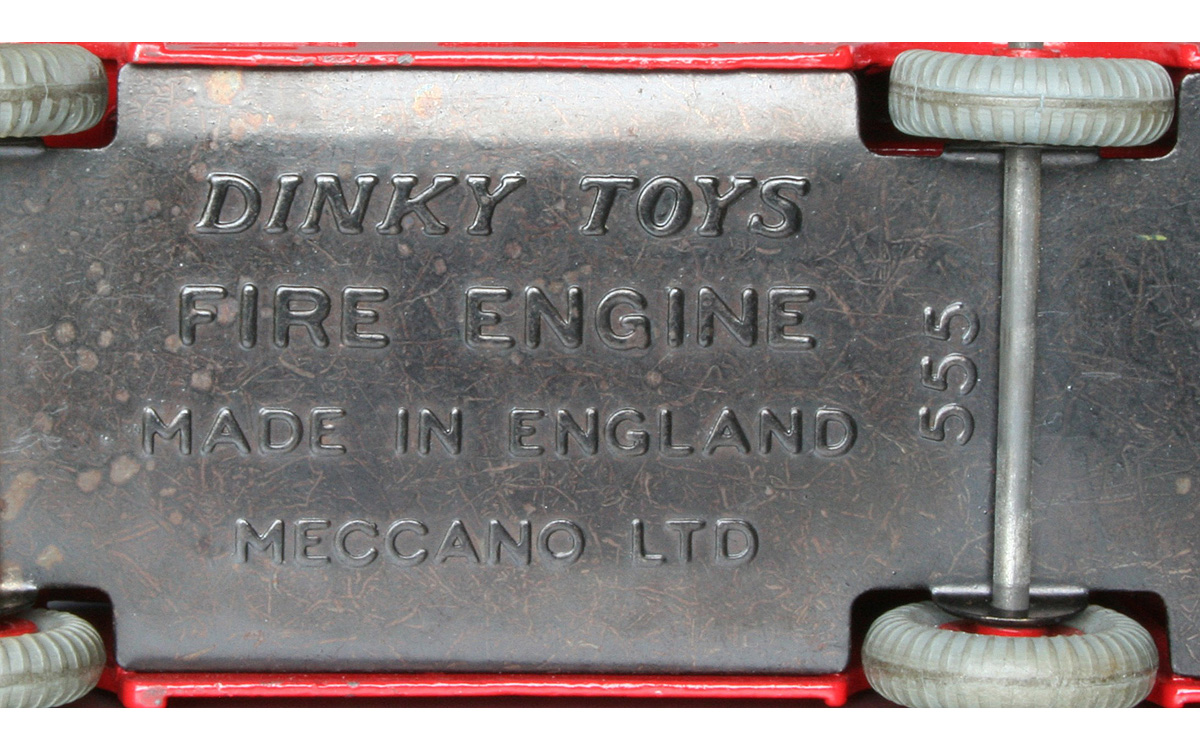 DINKY TOYS
FIRE ENGINE
MADE IN ENGLAND
MECCANO LTD
555